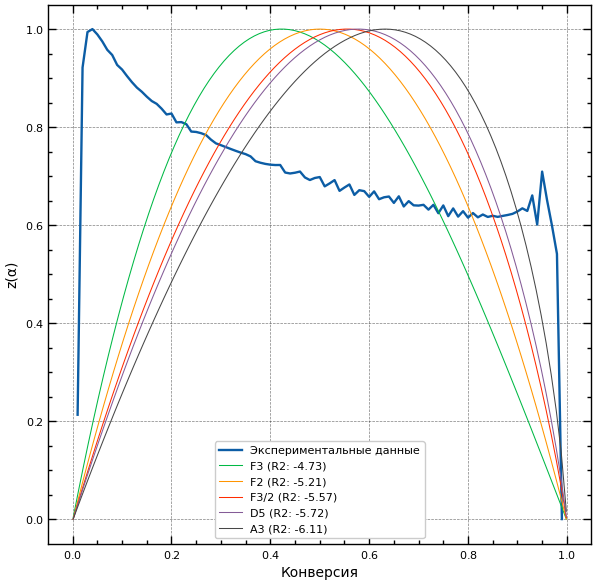 z(α)
1.0
0.8
0.6
0.4
0.2
0.0
Экспериментальные данные
F3 (R2: -4.73)
F2 (R2: -5.21)
F3/2 (R2: -5.57)
D5 (R2: -5.72)
A3 (R2: -6.11)
0.0 0.2 0.4 0.6 0.8 1.0
Конверсия